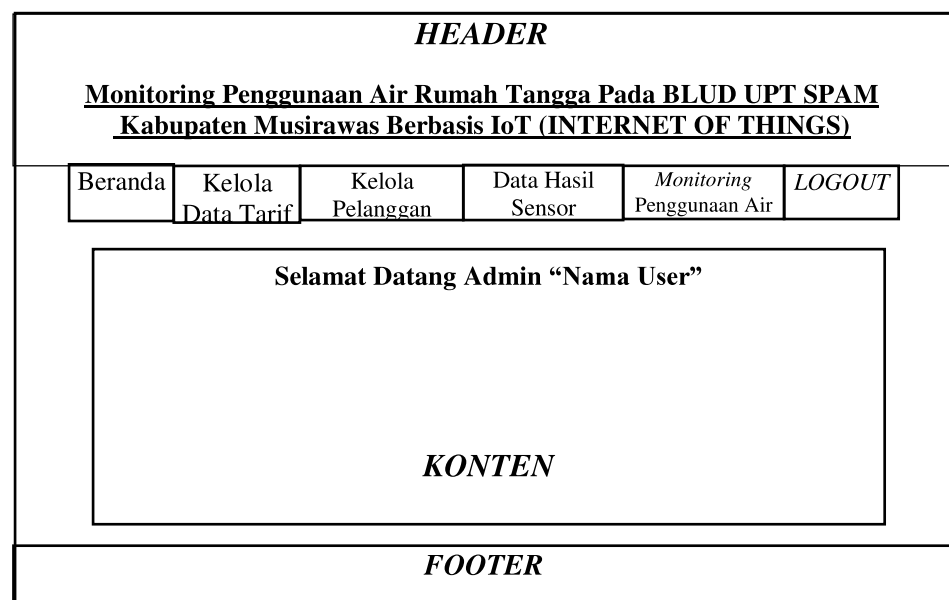 HEADER
Monitoring Penggunaan Air Rumah Tangga Pada BLUD UPT SPAM
Kabupaten Musirawas Berbasis IoT (INTERNET OF THINGS)
Beranda
Kelola
Data Tarif
Kelola
Pelanggan
Data Hasil
Sensor
Monitoring
Penggunaan Air
LOGOUT
Selamat Datang Admin “Nama User”
KONTEN
FOOTER